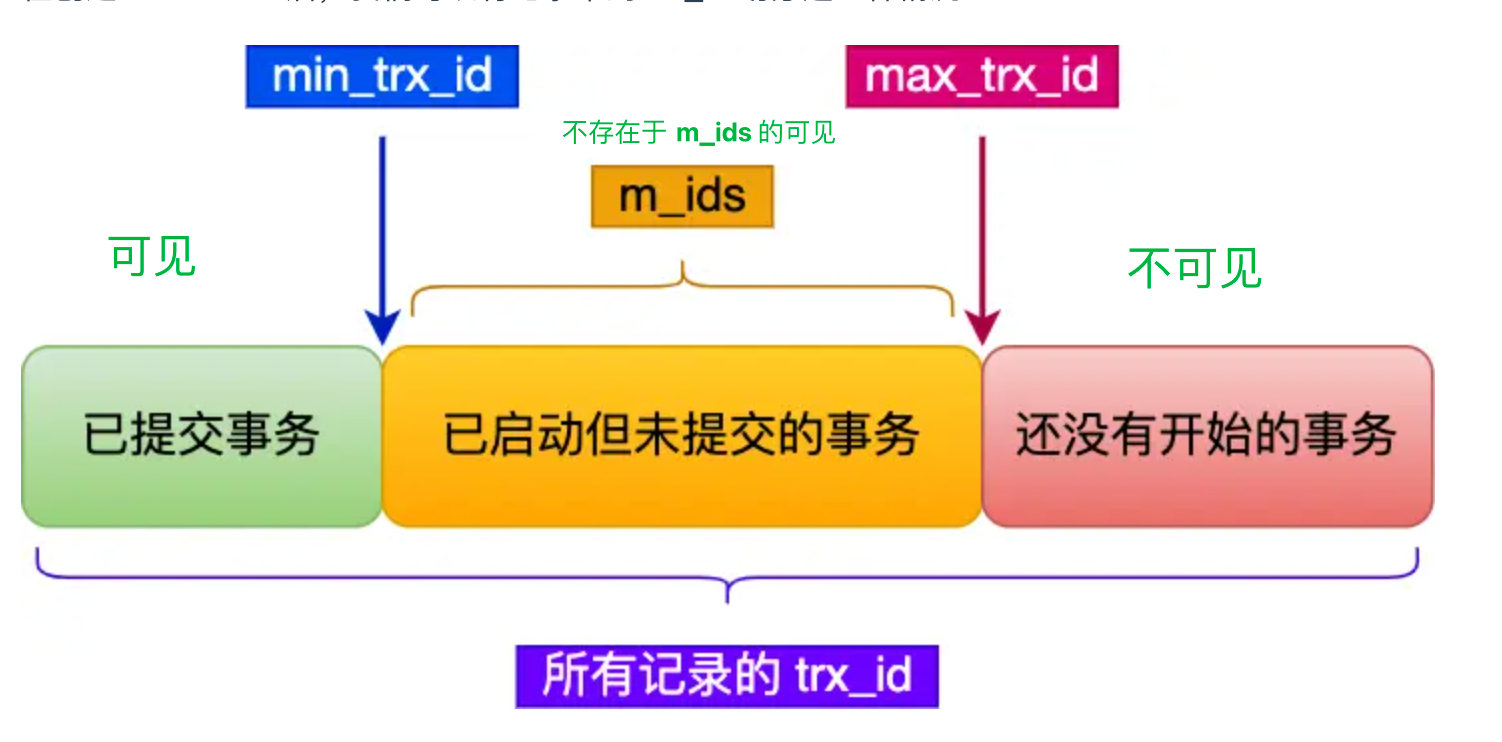 min_trx_id
max_trx_id
不存在于 m_ids 的可见
m_ids
可见
不可见
已提交事务
已启动但未提交的事务
还没有开始的事务
所有记录的 trx_id